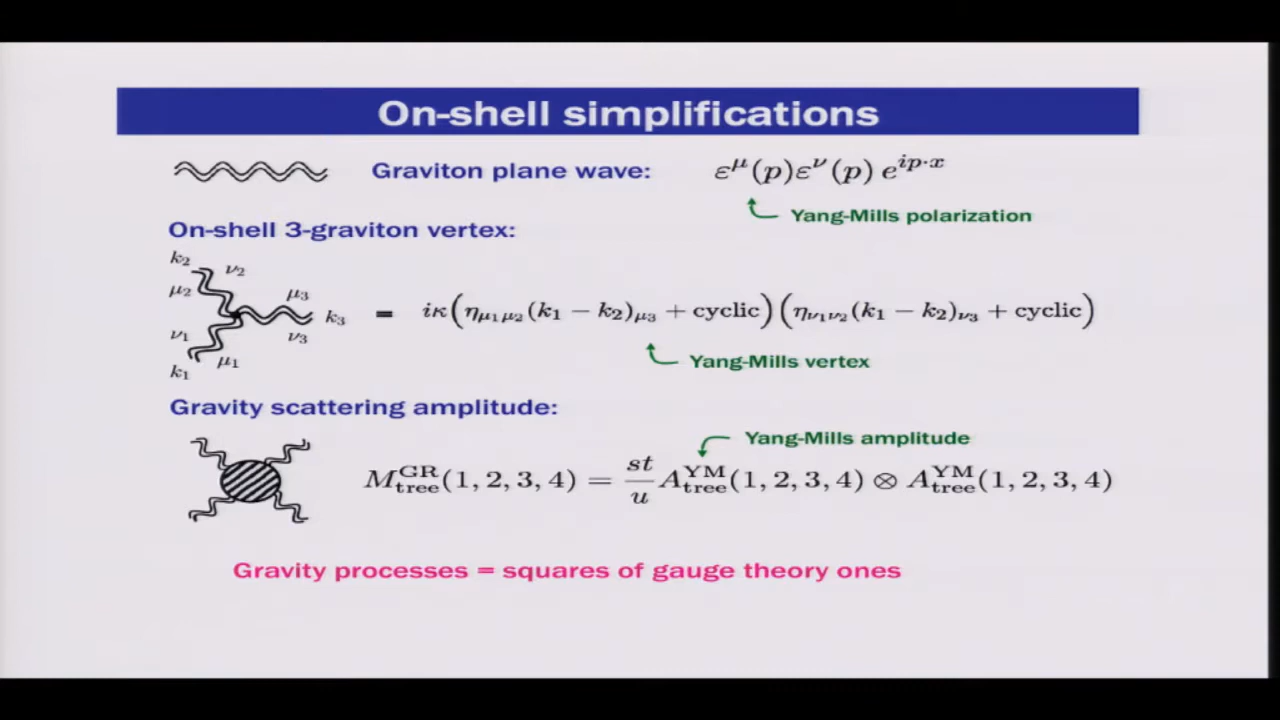 On-shell simplifications
Graviton plane wave: ε^μ(p)ε^ν(p) e^{ip·x}
Yang-Mills polarization
On-shell 3-graviton vertex:
k₂ ν₂
μ₂ μ₃
k₃ = iκ(η_{μ₁μ₂}(k₁ − k₂)_{μ₃} + cyclic)(η_{ν₁ν₂}(k₁ − k₂)_{ν₃} + cyclic)
ν₁ ν₃
k₁ μ₁
Yang-Mills vertex
Gravity scattering amplitude:
Yang-Mills amplitude
M^{GR}_{tree}(1, 2, 3, 4) = \frac{st}{u} A^{YM}_{tree}(1, 2, 3, 4) ⊗ A^{YM}_{tree}(1, 2, 3, 4)
Gravity processes = squares of gauge theory ones